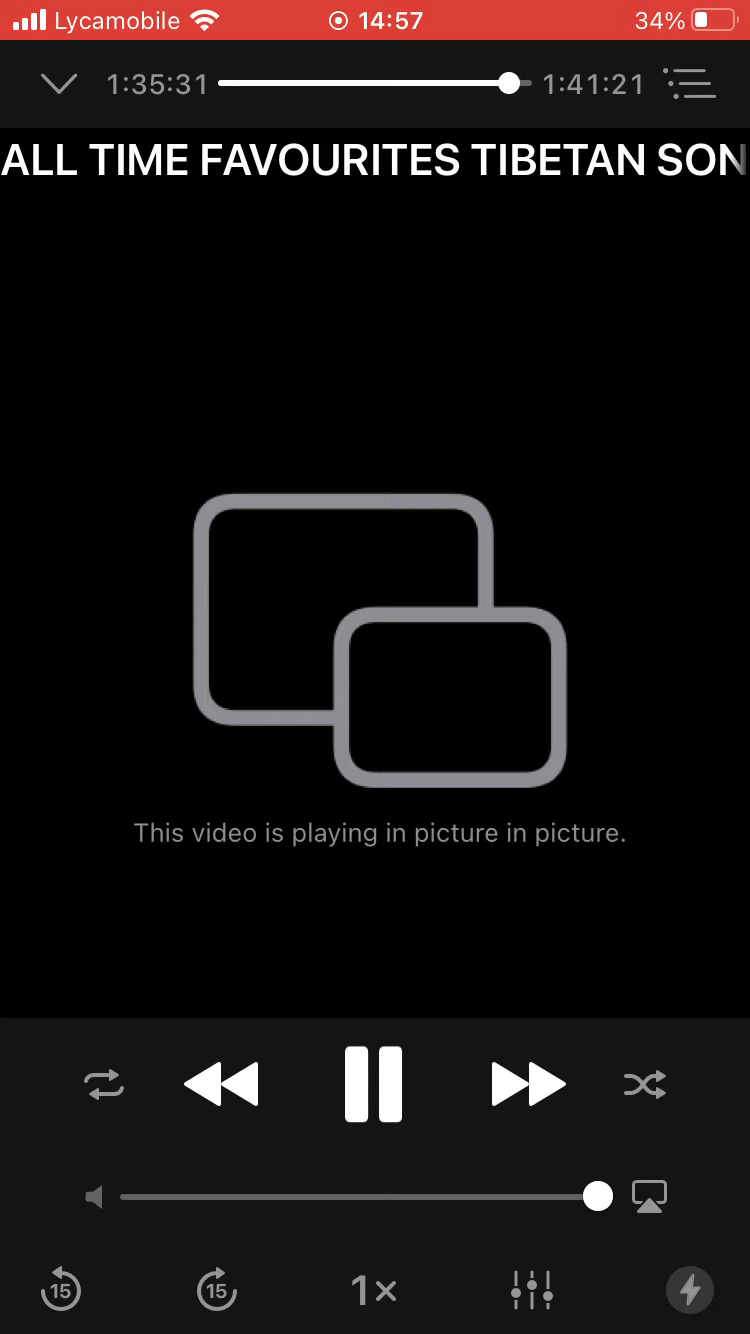 Lycamobile 14:57 34%
1:35:31 1:41:21
ALL TIME FAVOURITES TIBETAN SON
This video is playing in picture in picture.
15 15 1×